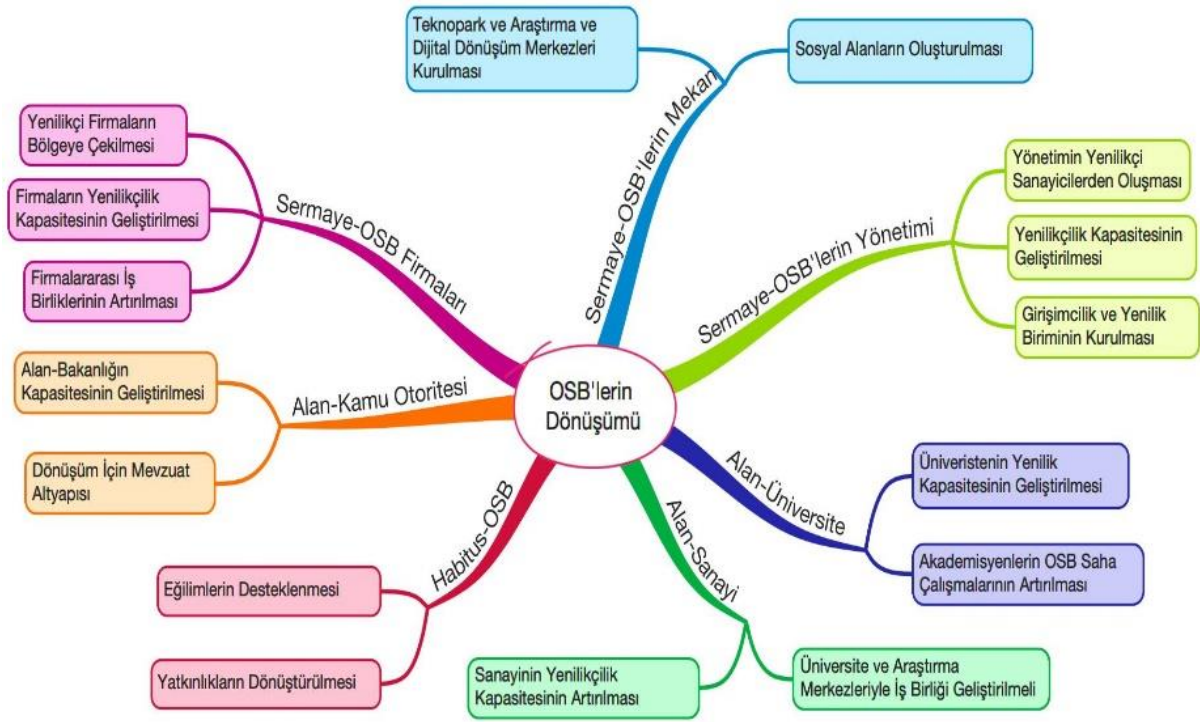 Teknopark ve Araştırma ve
Dijital Dönüşüm Merkezleri
Kurulması
Sosyal Alanların Oluşturulması
Sermaye-OSB'lerin Mekan
Yenilikçi Firmaların
Bölgeye Çekilmesi
Firmaların Yenilikçilik
Kapasitesinin Geliştirilmesi
Firmalararası İş
Birliklerinin Artırılması
Sermaye-OSB Firmaları
Yönetimin Yenilikçi
Sanayicilerden Oluşması
Yenilikçilik Kapasitesinin
Geliştirilmesi
Girişimcilik ve Yenilik
Biriminin Kurulması
Sermaye-OSB'lerin Yönetimi
Alan-Bakanlığın
Kapasitesinin Geliştirilmesi
Dönüşüm İçin Mevzuat
Altyapısı
Alan-Kamu Otoritesi
OSB'lerin
Dönüşümü
Alan-Üniversite
Üniveristenin Yenilik
Kapasitesinin Geliştirilmesi
Akademisyenlerin OSB Saha
Çalışmalarının Artırılması
Habitus-OSB
Eğilimlerin Desteklenmesi
Yatkınlıkların Dönüştürülmesi
Alan-Sanayi
Sanayinin Yenilikçilik
Kapasitesinin Artırılması
Üniversite ve Araştırma
Merkezleriyle İş Birliği Geliştirilmeli